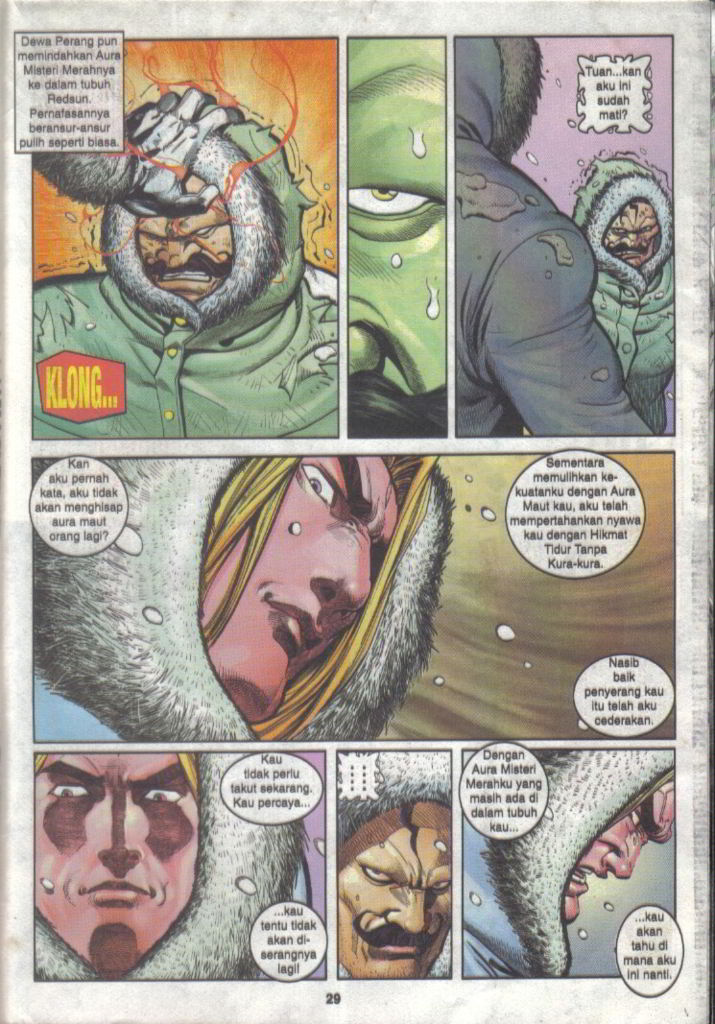 Dewa Perang pun
memindahkan Aura
Misteri Merahnya
ke dalam tubuh
Redsun.
Pernafasannya
beransur-ansur
pulih seperti biasa.
KLONG...
Tuan...kan
aku ini
sudah
mati?
Kan
aku pernah
kata, aku tidak
akan menghisap
aura maut
orang lagi?
Sementara
memulihkan ke-
kuatanku dengan Aura
Maut kau, aku telah
mempertahankan nyawa
kau dengan Hikmat
Tidur Tanpa
Kura-kura.
Nasib
baik
penyerang kau
itu telah aku
cederakan.
Kau
tidak perlu
takut sekarang.
Kau percaya...
...kau
tentu tidak
akan di-
serangnya
lagi!
Dengan
Aura Misteri
Merahku yang
masih ada di
dalam tubuh
kau...
...kau
akan
tahu di
mana aku
ini nanti.
29